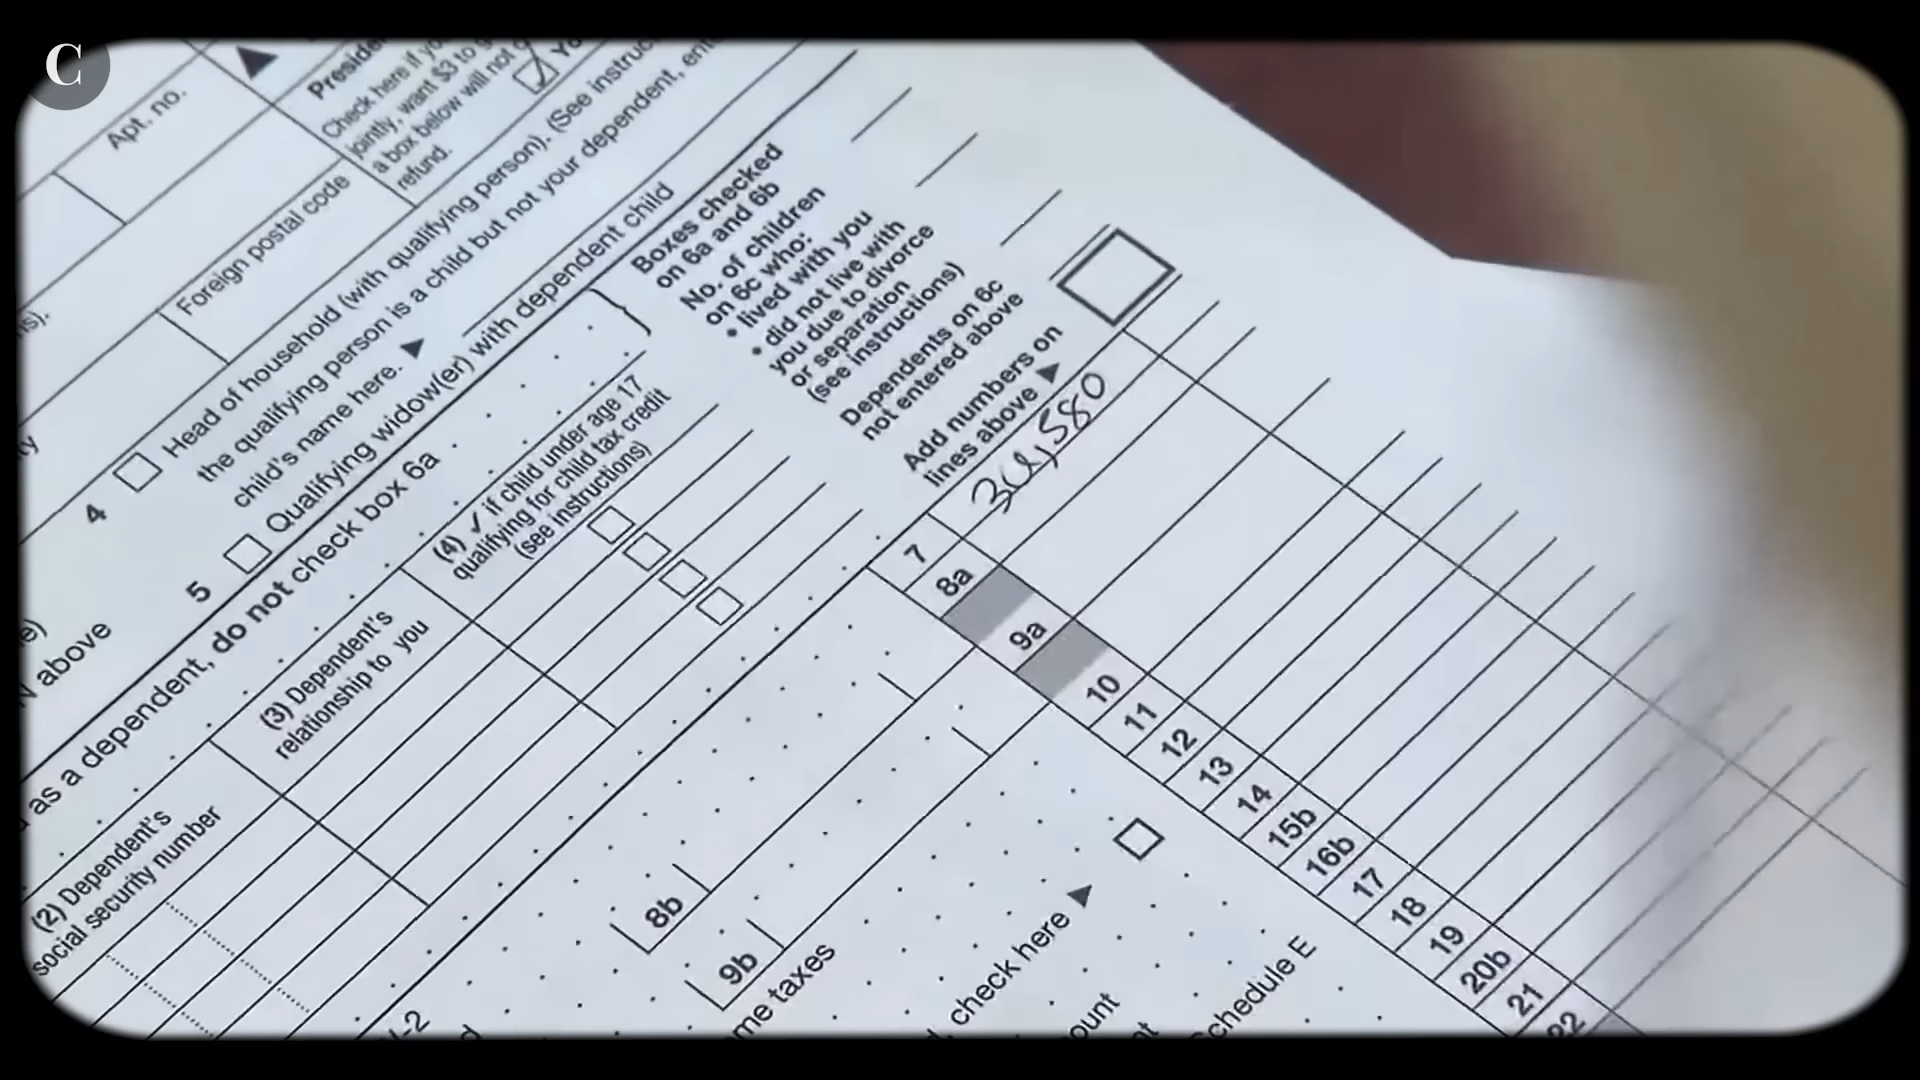 C
Apt. no.
Check here if
jointly, want $3 to
a box below will not
refund.
Foreign postal code
4 Head of household (with qualifying person). (See
the qualifying person is a child but not your dependent,
child's name here. ▶
5 Qualifying widow(er) with dependent child
above
as a dependent, do not check box 6a
Boxes checked
on 6a and 6b
No. of children
on 6c who:
• lived with you
• did not live with
you due to divorce
or separation
(see instructions)
Dependents on 6c
not entered above
Add numbers on
lines above ▶
(2) Dependent's
social security number
(3) Dependent's
relationship to you
(4) ✓ if child under age 17
qualifying for child tax credit
(see instructions)
7
8a
8b
9a
9b
10
11
12
taxes
13
check here ▶
14
15b
16b
17
Schedule E
18
19
20b
21
22